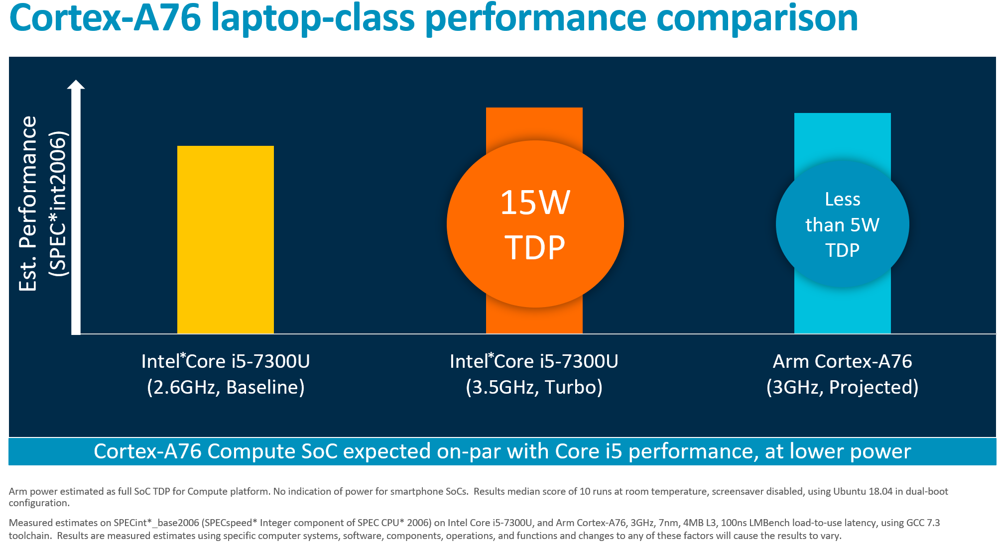 Cortex-A76 laptop-class performance comparison
Est. Performance
(SPEC*int2006)
15W
TDP
Less
than 5W
TDP
Intel*Core i5-7300U
(2.6GHz, Baseline)
Intel*Core i5-7300U
(3.5GHz, Turbo)
Arm Cortex-A76
(3GHz, Projected)
Cortex-A76 Compute SoC expected on-par with Core i5 performance, at lower power
Arm power estimated as full SoC TDP for Compute platform. No indication of power for smartphone SoCs.  Results median score of 10 runs at room temperature, screensaver disabled, using Ubuntu 18.04 in dual-boot
configuration.
Measured estimates on SPECint*_base2006 (SPECspeed* Integer component of SPEC CPU* 2006) on Intel Core i5-7300U, and Arm Cortex-A76, 3GHz, 7nm, 4MB L3, 100ns LMBench load-to-use latency, using GCC 7.3
toolchain.  Results are measured estimates using specific computer systems, software, components, operations, and functions and changes to any of these factors will cause the results to vary.